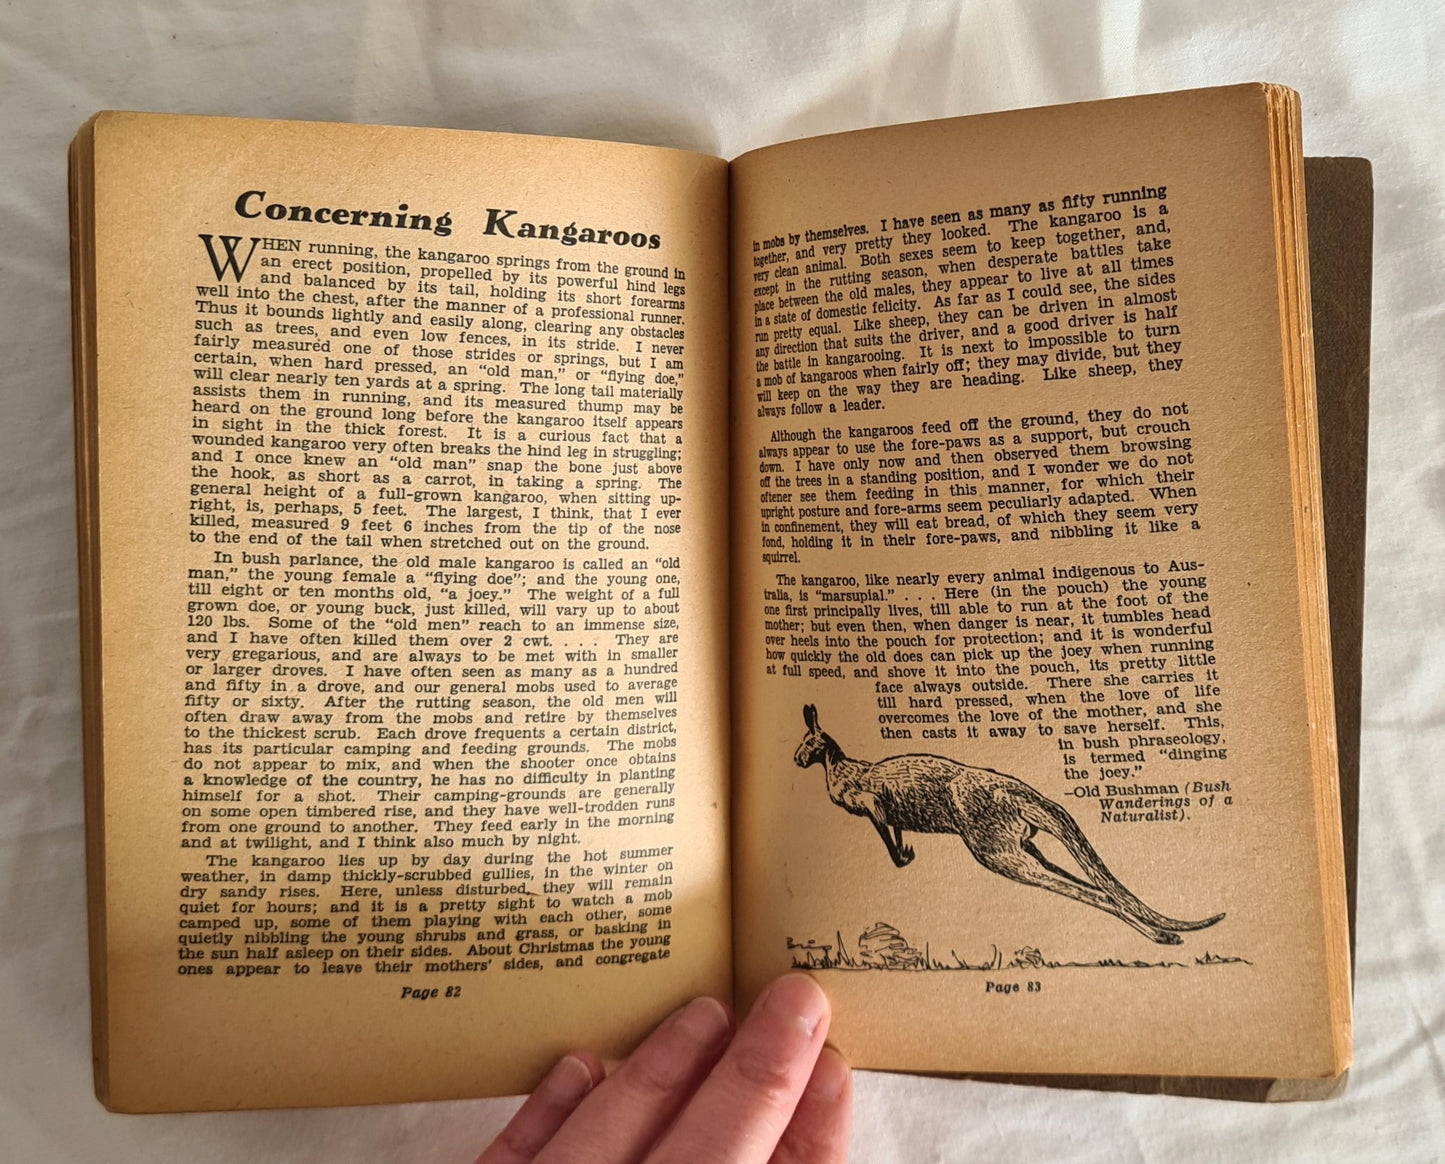 Concerning Kangaroos
WHEN running, the kangaroo springs from the ground in
an erect position, propelled by its powerful hind legs
and balanced by its tail, holding its short forearms
well into the chest, after the manner of a professional runner.
Thus it bounds lightly and easily along, clearing any obstacles
such as trees, and even low fences, in its stride. I never
fairly measured one of those strides or springs, but I am
certain, when hard pressed, an “old man,” or “flying doe,”
will clear nearly ten yards at a spring. The long tail materially
assists them in running, and its measured thump may be
heard on the ground long before the kangaroo itself appears
in sight in the thick forest. It is a curious fact that a
wounded kangaroo very often breaks the hind leg in struggling;
and I once knew an “old man” snap the bone just above
the hook, as short as a carrot, in taking a spring. The
general height of a full-grown kangaroo, when sitting up-
right, is, perhaps, 5 feet. The largest, I think, that I ever
killed, measured 9 feet 6 inches from the tip of the nose
to the end of the tail when stretched out on the ground.
In bush parlance, the old male kangaroo is called an “old
man,” the young female a “flying doe”; and the young one,
till eight or ten months old, “a joey.” The weight of a full
grown doe, or young buck, just killed, will vary up to about
120 lbs. Some of the “old men” reach to an immense size,
and I have often killed them over 2 cwt. . . . They are
very gregarious, and are always to be met with in smaller
or larger droves. I have often seen as many as a hundred
and fifty in a drove, and our general mobs used to average
fifty or sixty. After the rutting season, the old men will
often draw away from the mobs and retire by themselves
to the thickest scrub. Each drove frequents a certain district,
has its particular camping and feeding grounds. The mobs
do not appear to mix, and when the shooter once obtains
a knowledge of the country, he has no difficulty in planting
himself for a shot. Their camping-grounds are generally
on some open timbered rise, and they have well-trodden runs
from one ground to another. They feed early in the morning
and at twilight, and I think also much by night.
The kangaroo lies up by day during the hot summer
weather, in damp thickly-scrubbed gullies, in the winter on
dry sandy rises. Here, unless disturbed, they will remain
quiet for hours; and it is a pretty sight to watch a mob
camped up, some of them playing with each other, some
quietly nibbling the young shrubs and grass, or basking in
the sun half asleep on their sides. About Christmas the young
ones appear to leave their mothers’ sides, and congregate
Page 82
in mobs by themselves. I have seen as many as fifty running
together, and very pretty they looked. The kangaroo is a
very clean animal. Both sexes seem to keep together, and,
except in the rutting season, when desperate battles take
place between the old males, they appear to live at all times
in a state of domestic felicity. As far as I could see, the sides
run pretty equal. Like sheep, they can be driven in almost
any direction that suits the driver, and a good driver is half
the battle in kangarooing. It is next to impossible to turn
a mob of kangaroos when fairly off; they may divide, but they
will keep on the way they are heading. Like sheep, they
always follow a leader.
Although the kangaroos feed off the ground, they do not
always appear to use the fore-paws as a support, but crouch
down. I have only now and then observed them browsing
off the trees in a standing position, and I wonder we do not
oftener see them feeding in this manner, for which their
upright posture and fore-arms seem peculiarly adapted. When
in confinement, they will eat bread, of which they seem very
fond, holding it in their fore-paws, and nibbling it like a
squirrel.
The kangaroo, like nearly every animal indigenous to Aus-
tralia, is “marsupial.” . . . Here (in the pouch) the young
one first principally lives, till able to run at the foot of the
mother; but even then, when danger is near, it tumbles head
over heels into the pouch for protection; and it is wonderful
how quickly the old does can pick up the joey when running
at full speed, and shove it into the pouch, its pretty little
face always outside. There she carries it
till hard pressed, when the love of life
overcomes the love of the mother, and she
then casts it away to save herself. This,
in bush phraseology,
is termed “dinging
the joey.”
—Old Bushman (Bush
Wanderings of a
Naturalist).
Page 83